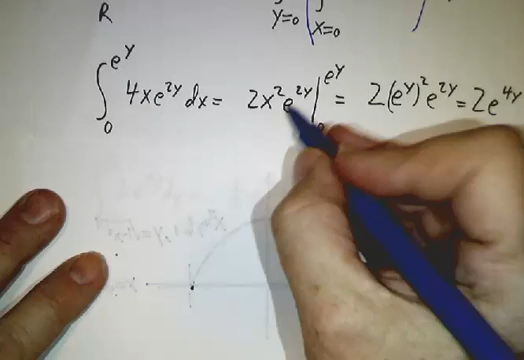 R
y=0 x=0
∫₀^{e^y} 4xe^{2y} dx = 2x²e^{2y} |^{e^y} = 2(e^y)²e^{2y} = 2e^{4y}